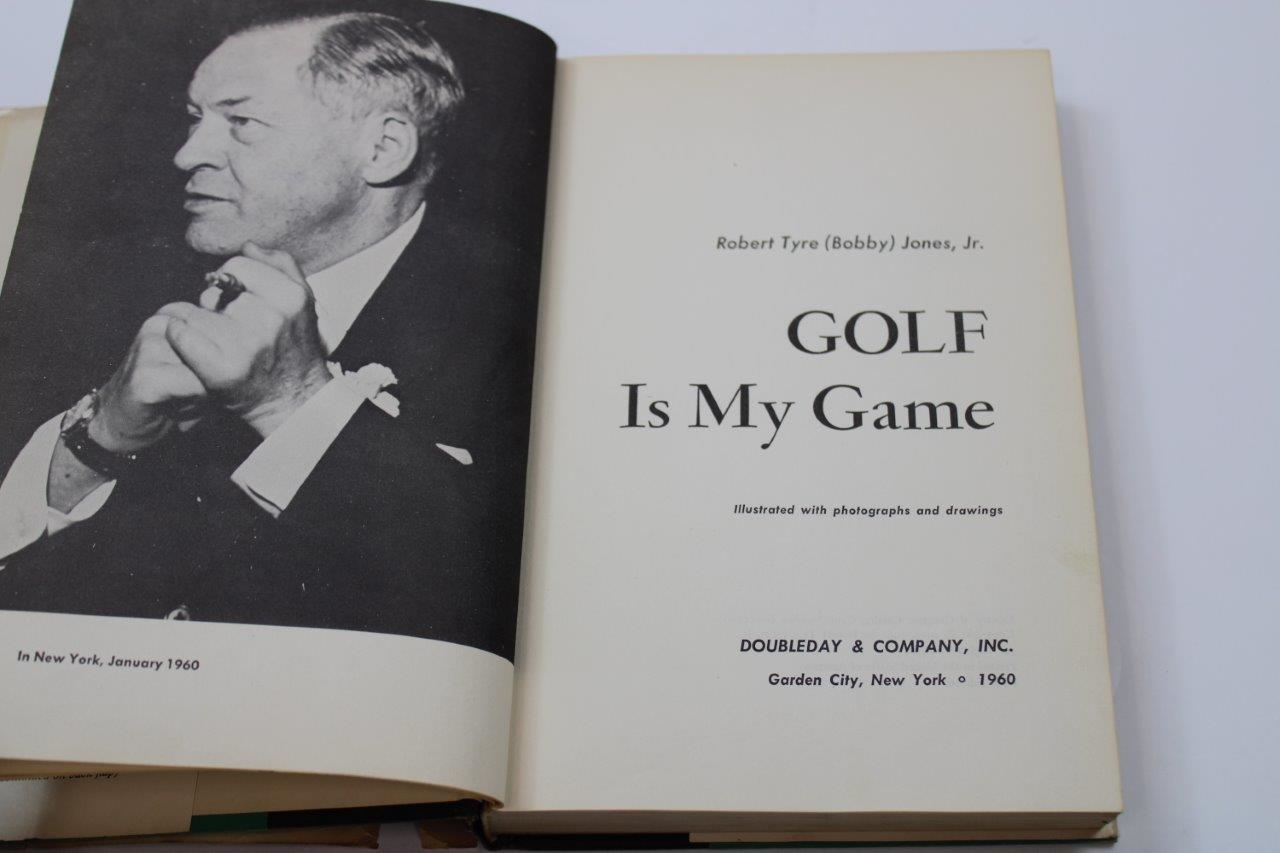 In New York, January 1960
Robert Tyre (Bobby) Jones, Jr.
GOLF
Is My Game
Illustrated with photographs and drawings
DOUBLEDAY & COMPANY, INC.
Garden City, New York ° 1960